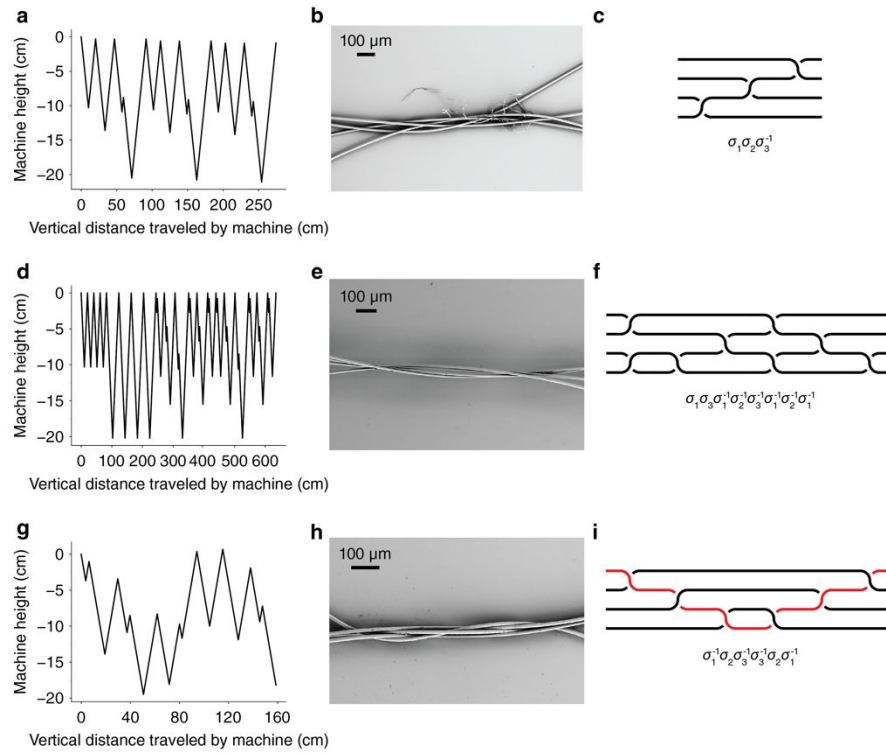 a
b
c
Machine height (cm)
0
−5
−10
−15
−20
0 50 100 150 200 250
Vertical distance traveled by machine (cm)
100 µm
σ₁σ₂σ₃⁻¹
d
e
f
Machine height (cm)
0
−5
−10
−15
−20
0 100 200 300 400 500 600
Vertical distance traveled by machine (cm)
100 µm
σ₁σ₃σ₁⁻¹σ₂⁻¹σ₃⁻¹σ₁⁻¹σ₂⁻¹σ₁⁻¹
g
h
i
Machine height (cm)
0
−5
−10
−15
−20
0 40 80 120 160
Vertical distance traveled by machine (cm)
100 µm
σ₁⁻¹σ₂σ₃⁻¹σ₃⁻¹σ₂σ₁⁻¹